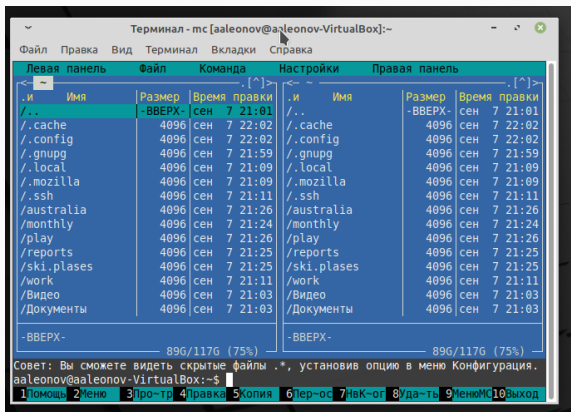 Терминал - mc [aaleonov@aaleonov-VirtualBox]:~
Файл Правка Вид Терминал Вкладки Справка
Левая панель Файл Команда Настройки Правая панель
<- ~ .[^]> <- ~ .[^]>
.и Имя Размер Время правки .и Имя Размер Время правки
/.. -ВВЕРХ- сен 7 21:01 /.. -ВВЕРХ- сен 7 21:01
/.cache 4096 сен 7 22:02 /.cache 4096 сен 7 22:02
/.config 4096 сен 7 22:02 /.config 4096 сен 7 22:02
/.gnupg 4096 сен 7 21:59 /.gnupg 4096 сен 7 21:59
/.local 4096 сен 7 21:09 /.local 4096 сен 7 21:09
/.mozilla 4096 сен 7 21:09 /.mozilla 4096 сен 7 21:09
/.ssh 4096 сен 7 21:11 /.ssh 4096 сен 7 21:11
/australia 4096 сен 7 21:26 /australia 4096 сен 7 21:26
/monthly 4096 сен 7 21:24 /monthly 4096 сен 7 21:24
/play 4096 сен 7 21:26 /play 4096 сен 7 21:26
/reports 4096 сен 7 21:25 /reports 4096 сен 7 21:25
/ski.plases 4096 сен 7 21:25 /ski.plases 4096 сен 7 21:25
/work 4096 сен 7 21:11 /work 4096 сен 7 21:11
/Видео 4096 сен 7 21:03 /Видео 4096 сен 7 21:03
/Документы 4096 сен 7 21:03 /Документы 4096 сен 7 21:03
-ВВЕРХ- -ВВЕРХ-
89G/117G (75%) 89G/117G (75%)
Совет: Вы сможете видеть скрытые файлы .*, установив опцию в меню Конфигурация.
aaleonov@aaleonov-VirtualBox:~$
1Помощь 2Меню 3Про~тр 4Правка 5Копия 6Пер~ос 7НвК~ог 8Уда~ть 9МенюMC 10Выход